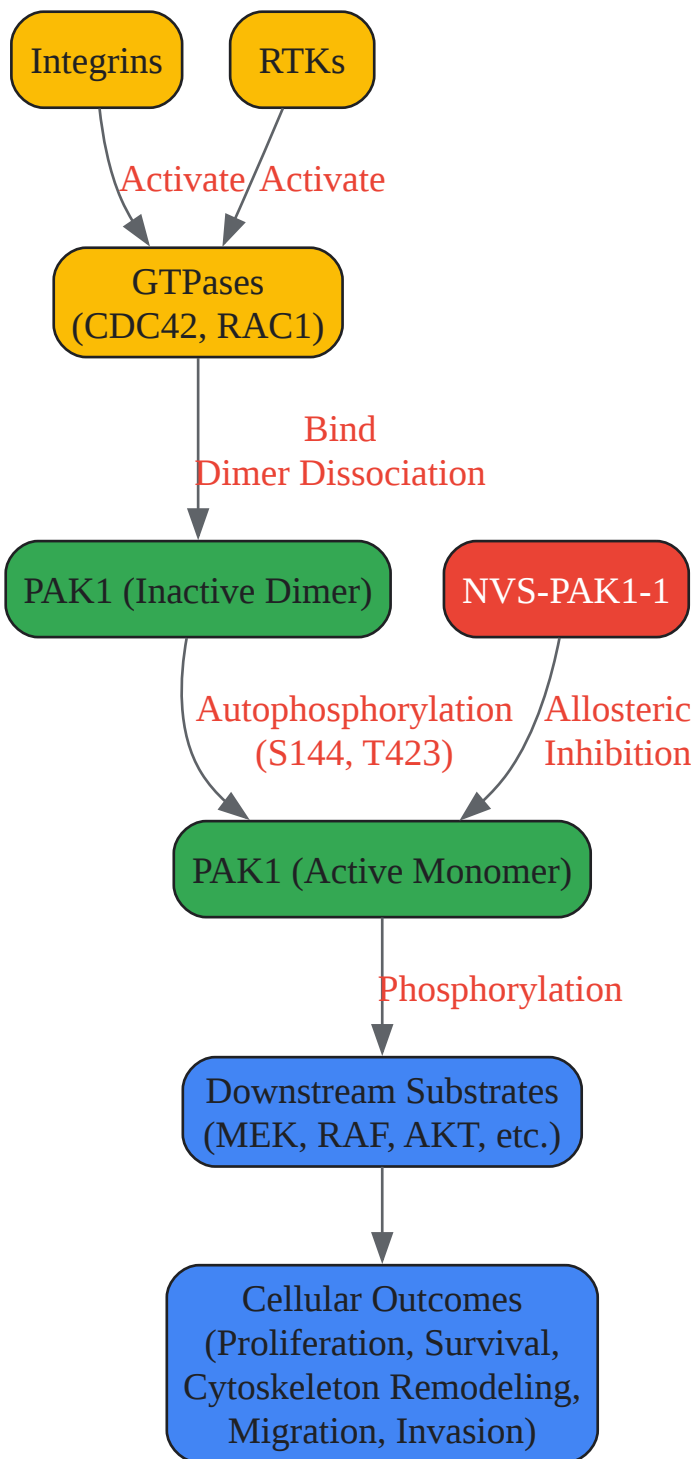 Integrins
RTKs
Activate
Activate
GTPases
(CDC42, RAC1)
Bind
Dimer Dissociation
PAK1 (Inactive Dimer)
NVS-PAK1-1
Autophosphorylation
(S144, T423)
Allosteric
Inhibition
PAK1 (Active Monomer)
Phosphorylation
Downstream Substrates
(MEK, RAF, AKT, etc.)
Cellular Outcomes
(Proliferation, Survival,
Cytoskeleton Remodeling,
Migration, Invasion)